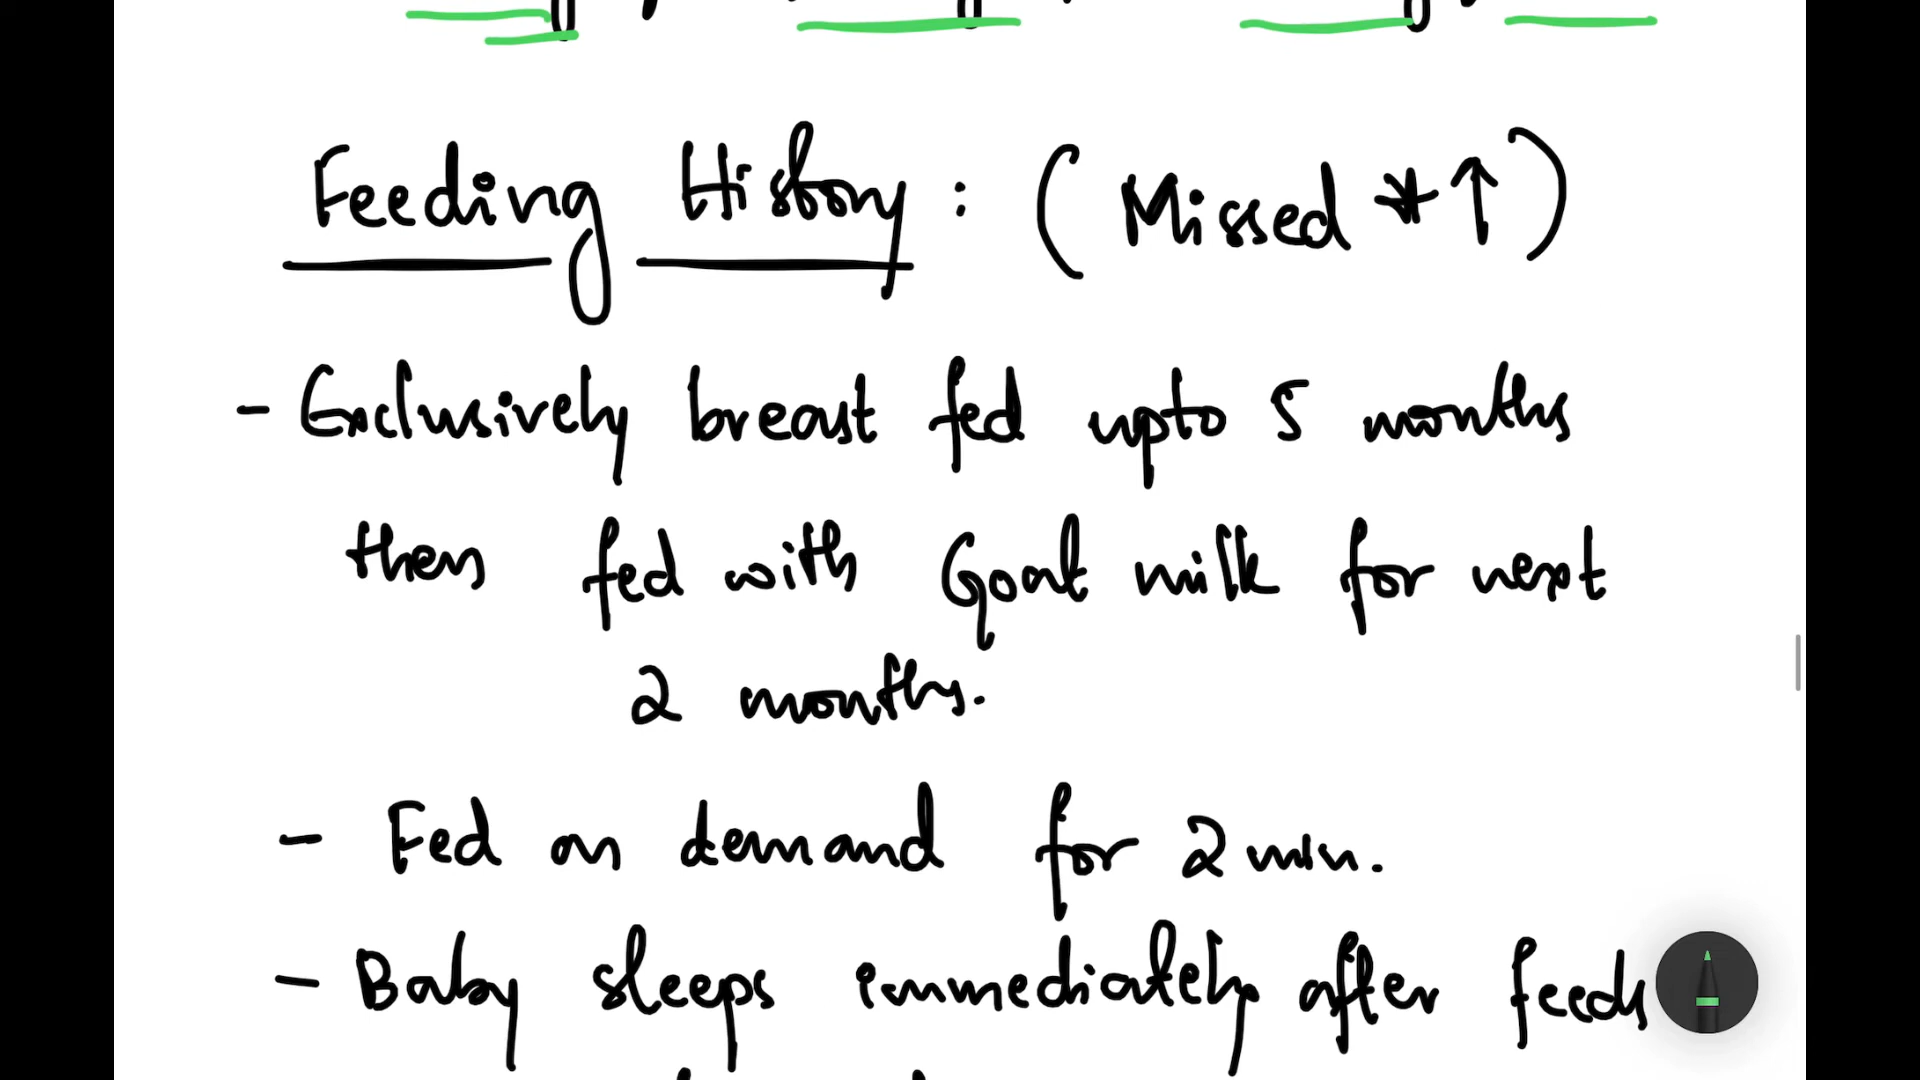 Feeding History : ( Missed *↑ )
- Exclusively breast fed upto 5 months
then fed with Goat milk for next
2 months.
- Fed on demand for 2 min.
- Baby sleeps immediately after feeds